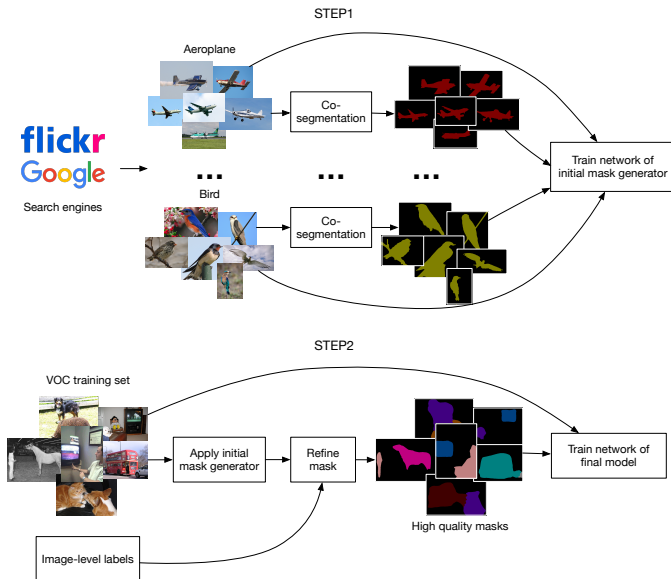 STEP1
Aeroplane
Co-
segmentation
flickr
Google
Search engines
Train network of
initial mask generator
...
...
...
Bird
Co-
segmentation
STEP2
VOC training set
Apply initial
mask generator
Refine
mask
Train network of
final model
High quality masks
Image-level labels